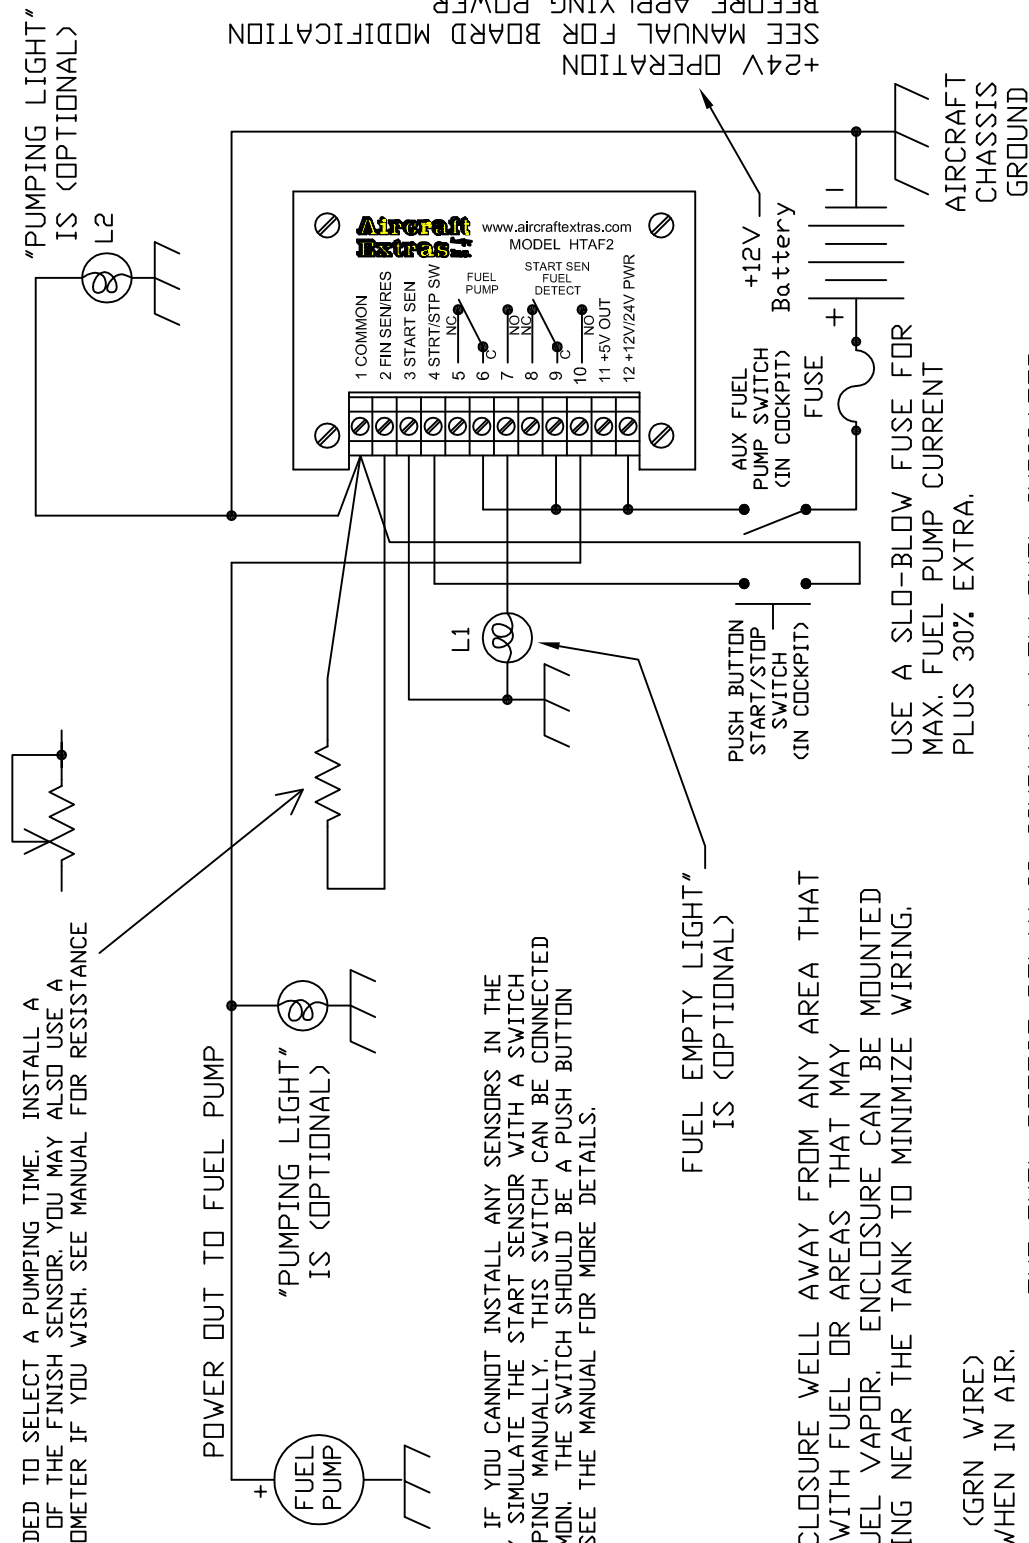 "PUMPING LIGHT"
IS (OPTIONAL)
L2
+24V OPERATION
SEE MANUAL FOR BOARD MODIFICATION
BEFORE APPLYING POWER
AIRCRAFT
CHASSIS
GROUND
Aircraft
Extras
www.aircraftextras.com
MODEL HTAF2
1 COMMON
2 FIN SEN/RES
3 START SEN
4 STRT/STP SW
5
NC
FUEL
PUMP
6
C
7
NO
8
NC
START SEN
FUEL
DETECT
9
C
10
NO
11 +5V OUT
12 +12V/24V PWR
+12V
Battery
-
+
AUX FUEL
PUMP SWITCH
(IN COCKPIT)
FUSE
USE A SLO-BLOW FUSE FOR
MAX. FUEL PUMP CURRENT
PLUS 30% EXTRA.
L1
PUSH BUTTON
START/STOP
SWITCH
(IN COCKPIT)
DED TO SELECT A PUMPING TIME. INSTALL A
OF THE FINISH SENSOR. YOU MAY ALSO USE A
OMETER IF YOU WISH. SEE MANUAL FOR RESISTANCE
POWER OUT TO FUEL PUMP
"PUMPING LIGHT"
IS (OPTIONAL)
+
FUEL
PUMP
IF YOU CANNOT INSTALL ANY SENSORS IN THE
SIMULATE THE START SENSOR WITH A SWITCH
PING MANUALLY. THIS SWITCH CAN BE CONNECTED
MON. THE SWITCH SHOULD BE A PUSH BUTTON
SEE THE MANUAL FOR MORE DETAILS.
FUEL EMPTY LIGHT"
IS (OPTIONAL)
CLOSURE WELL AWAY FROM ANY AREA THAT
WITH FUEL OR AREAS THAT MAY
UEL VAPOR. ENCLOSURE CAN BE MOUNTED
ING NEAR THE TANK TO MINIMIZE WIRING.
(GRN WIRE)
WHEN IN AIR.